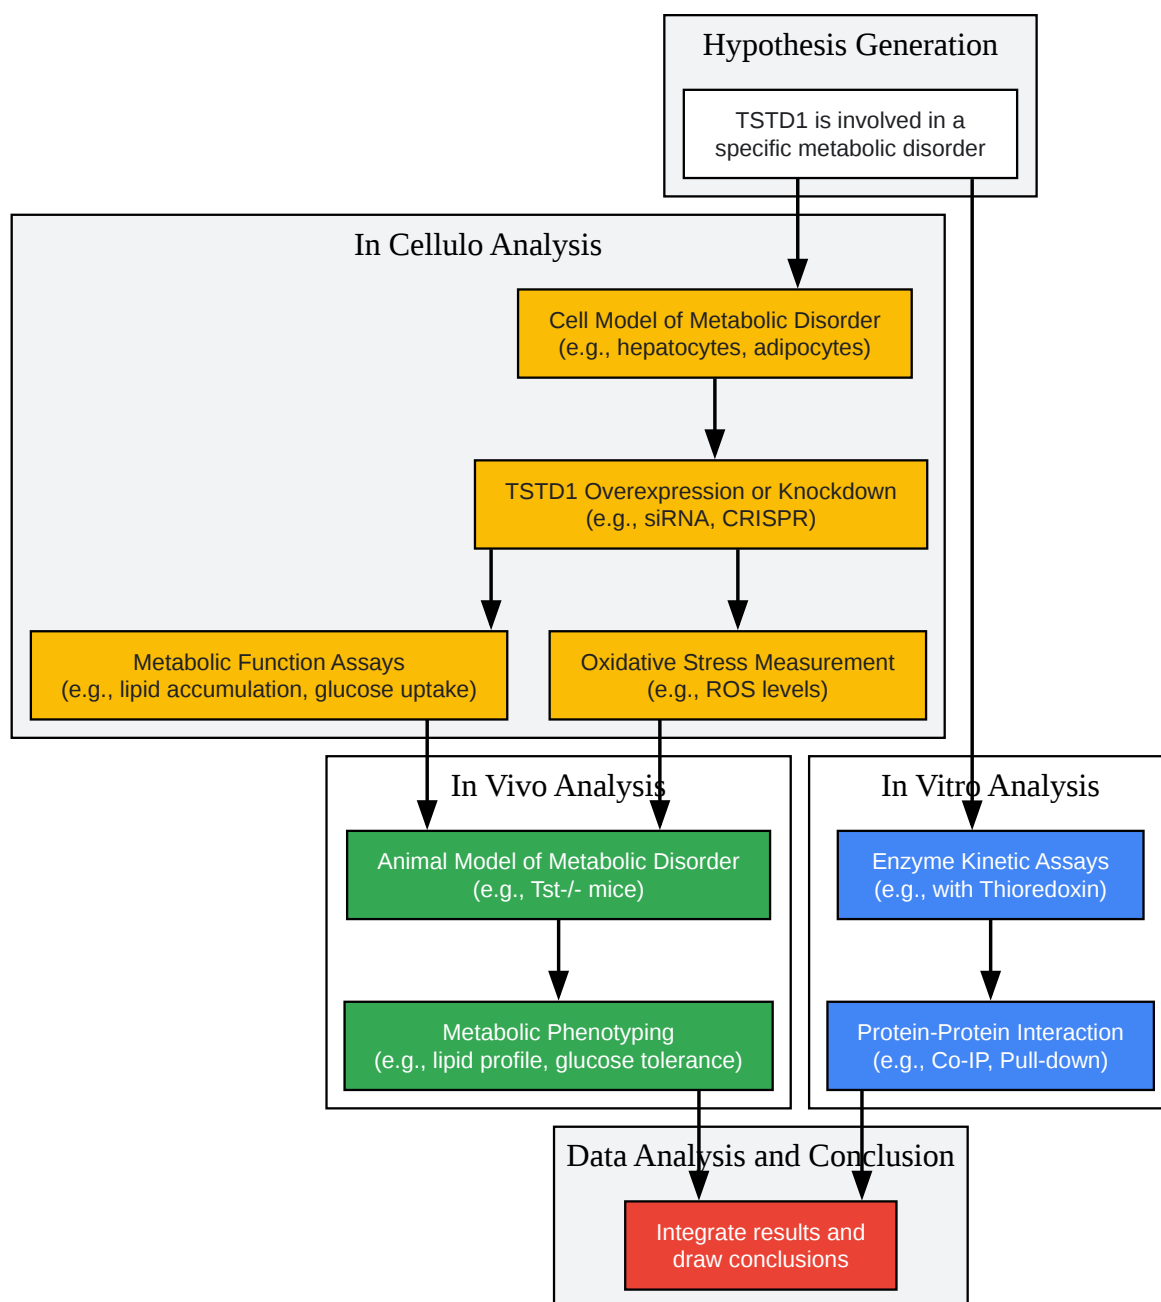 Hypothesis Generation
TSTD1 is involved in a
specific metabolic disorder
In Cellulo Analysis
Cell Model of Metabolic Disorder
(e.g., hepatocytes, adipocytes)
TSTD1 Overexpression or Knockdown
(e.g., siRNA, CRISPR)
Metabolic Function Assays
(e.g., lipid accumulation, glucose uptake)
Oxidative Stress Measurement
(e.g., ROS levels)
In Vivo Analysis
Animal Model of Metabolic Disorder
(e.g., Tst-/- mice)
Metabolic Phenotyping
(e.g., lipid profile, glucose tolerance)
In Vitro Analysis
Enzyme Kinetic Assays
(e.g., with Thioredoxin)
Protein-Protein Interaction
(e.g., Co-IP, Pull-down)
Data Analysis and Conclusion
Integrate results and
draw conclusions